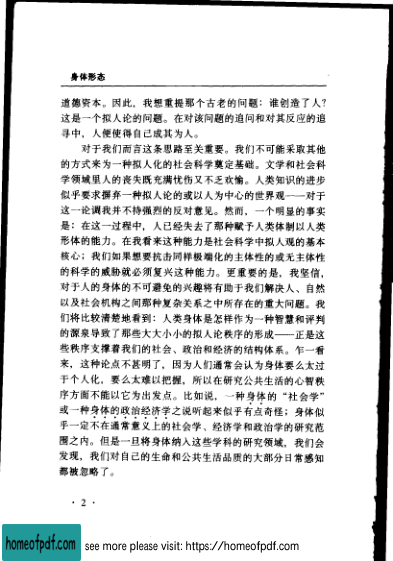 身体形态
道德资本。因此，我想重提那个古老的问题：谁创造了人？
这是一个拟人论的问题。在对该问题的追问和对其反应的追
寻中，人便使得自己成其为人。
对于我们而言这条思路至关重要。我们不可能采取其他
的方式来为一种拟人化的社会科学奠定基础。文学和社会科
学领域里人的丧失既充满忧伤又不乏欢愉。人类知识的进步
似乎要求摒弃一种拟人论的或以人为中心的世界观——对于
这一论调我并不持强烈的反对意见。然而，一个明显的事实
是：在这一过程中，人已经失去了那种赋予人类体制以人类
形体的能力。在我看来这种能力是社会科学中拟人观的基本
核心；我们如果想要抗击同样极端化的主体性的或无主体性
的科学的威胁就必须复兴这种能力。更重要的是，我坚信，
对于人的身体的不可避免的兴趣将有助于我们解决人、自然
以及社会机构之间那种复杂关系之中所存在的重大问题。我
们将比较清楚地看到：人类身体是怎样作为一种智慧和评判
的源泉导致了那些大大小小的拟人论秩序的形成——正是这
些秩序支撑着我们的社会、政治和经济的结构体系。乍一看
来，这种论点不甚明了，因为人们通常会认为身体要么太过
于个人化，要么太难以把握，所以在研究公共生活的心智秩
序方面不能以它为出发点。比如说，一种身体的“社会学”
或一种身体的政治经济学之说听起来似乎有点奇怪；身体似
乎一定不在通常意义上的社会学、经济学和政治学的研究范
围之内。但是一旦将身体纳入这些学科的研究领域，我们会
发现，我们对自己的生命和公共生活品质的大部分日常感知
都被忽略了。
· 2 ·
homeofpdf.com see more please visit: https://homeofpdf.com